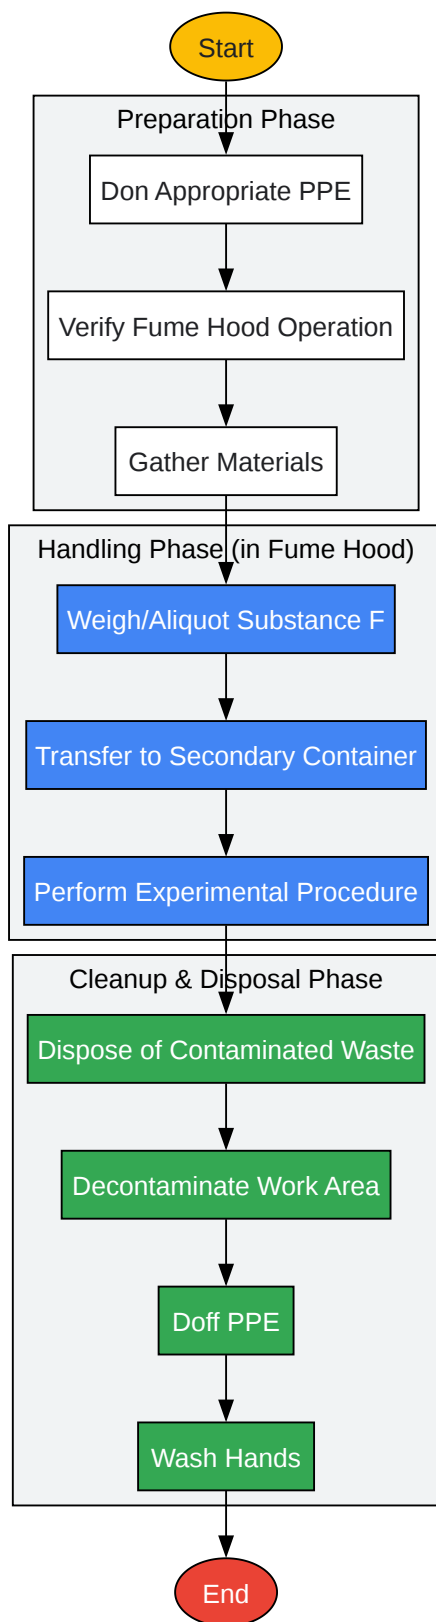 Start
Preparation Phase
Don Appropriate PPE
Verify Fume Hood Operation
Gather Materials
Handling Phase (in Fume Hood)
Weigh/Aliquot Substance F
Transfer to Secondary Container
Perform Experimental Procedure
Cleanup & Disposal Phase
Dispose of Contaminated Waste
Decontaminate Work Area
Doff PPE
Wash Hands
End